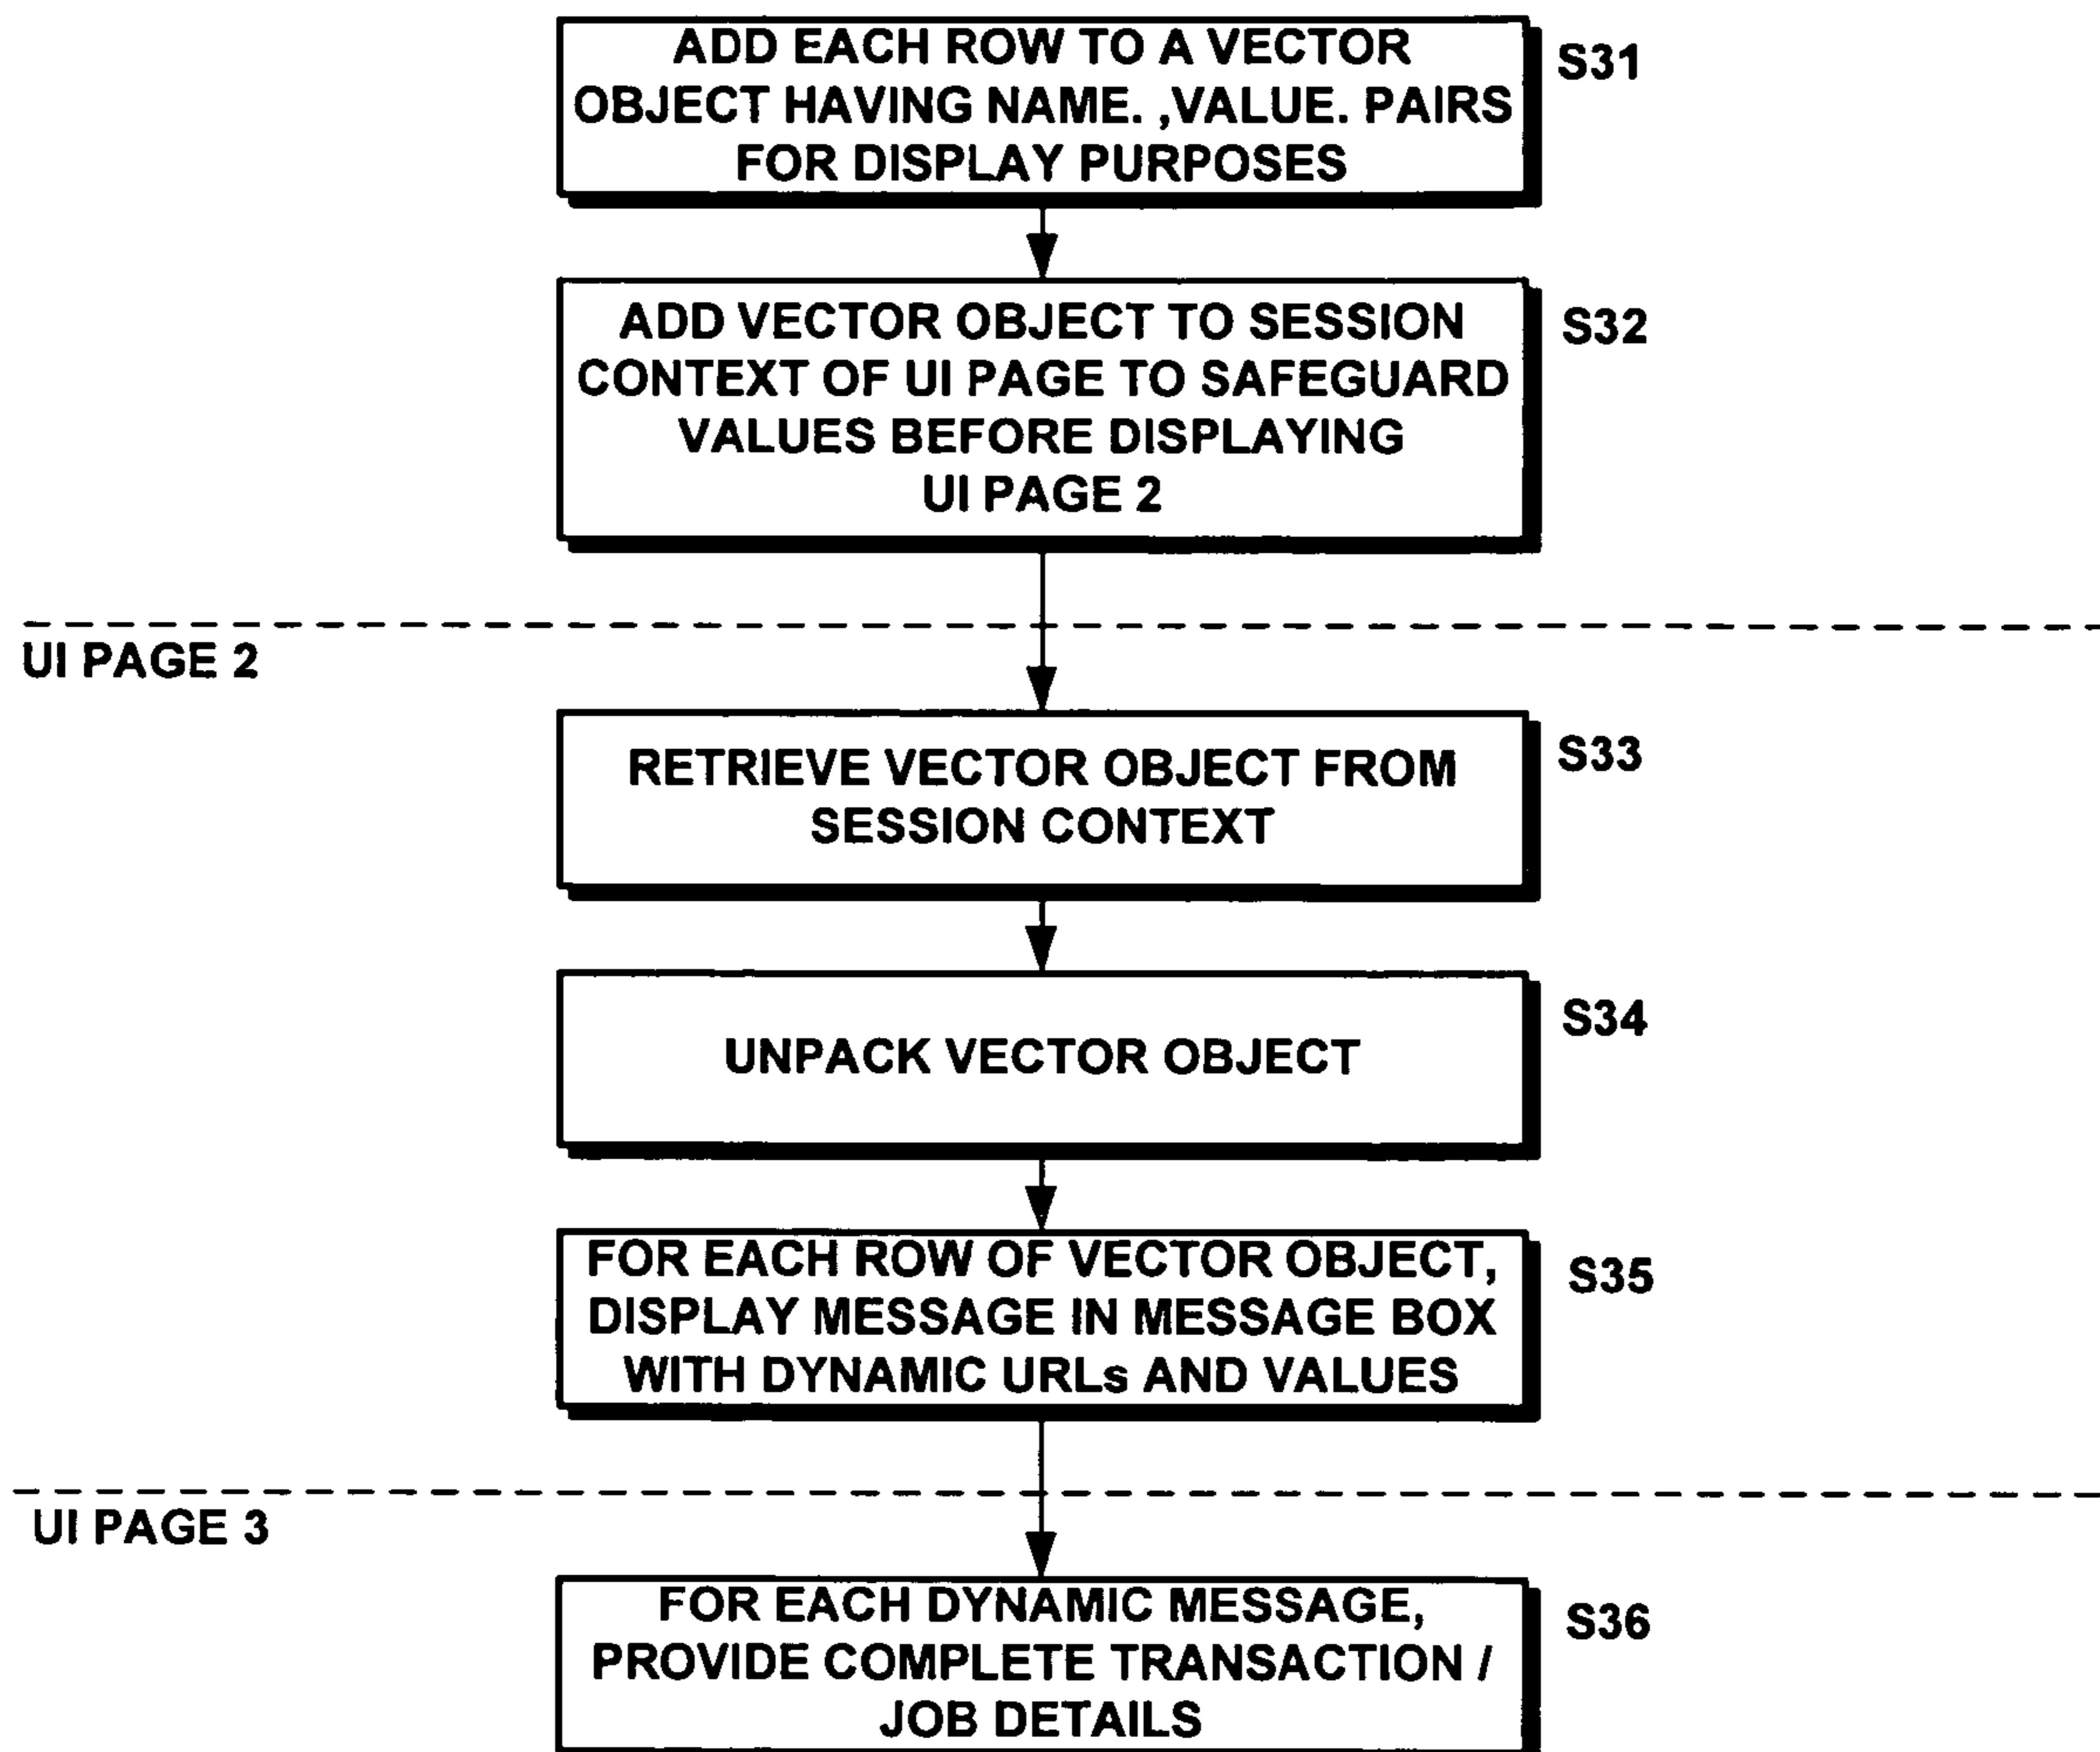 ADD EACH ROW TO A VECTOR
OBJECT HAVING NAME. ,VALUE. PAIRS
FOR DISPLAY PURPOSES
S31
ADD VECTOR OBJECT TO SESSION
CONTEXT OF UI PAGE TO SAFEGUARD
VALUES BEFORE DISPLAYING
UI PAGE 2
S32
UI PAGE 2
RETRIEVE VECTOR OBJECT FROM
SESSION CONTEXT
S33
UNPACK VECTOR OBJECT
S34
FOR EACH ROW OF VECTOR OBJECT,
DISPLAY MESSAGE IN MESSAGE BOX
WITH DYNAMIC URLs AND VALUES
S35
UI PAGE 3
FOR EACH DYNAMIC MESSAGE,
PROVIDE COMPLETE TRANSACTION /
JOB DETAILS
S36